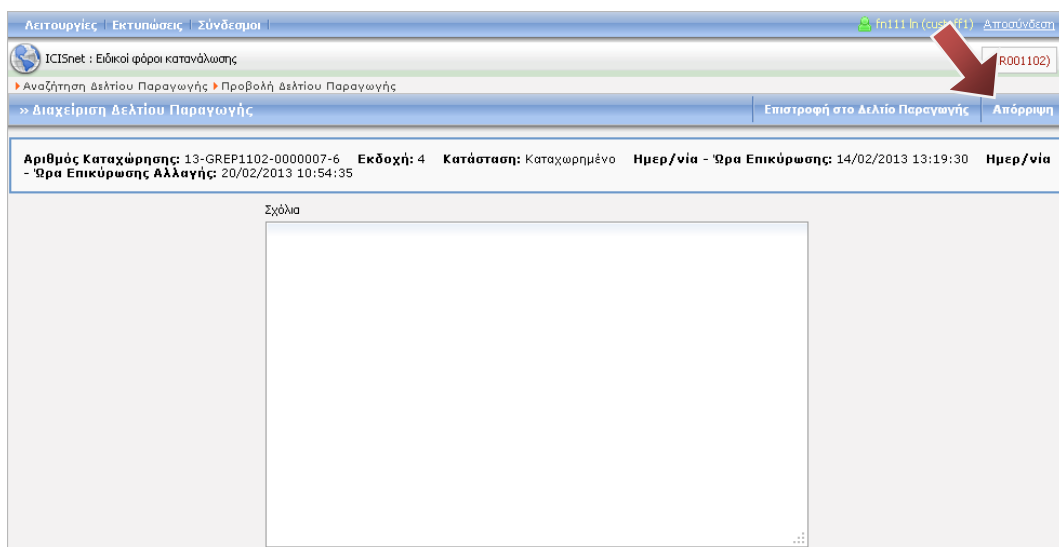 Λειτουργίες | Εκτυπώσεις | Σύνδεσμοι | fn111 ln (custoff1) Αποσύνδεση
ICISnet : Ειδικοί φόροι κατανάλωσης R001102)
Αναζήτηση Δελτίου Παραγωγής Προβολή Δελτίου Παραγωγής
» Διαχείριση Δελτίου Παραγωγής Επιστροφή στο Δελτίο Παραγωγής Απόρριψη
Αριθμός Καταχώρησης: 13-GREP1102-0000007-6 Εκδοχή: 4 Κατάσταση: Καταχωρημένο Ημερ/νία - Ώρα Επικύρωσης: 14/02/2013 13:19:30 Ημερ/νία
- Ώρα Επικύρωσης Αλλαγής: 20/02/2013 10:54:35
Σχόλια